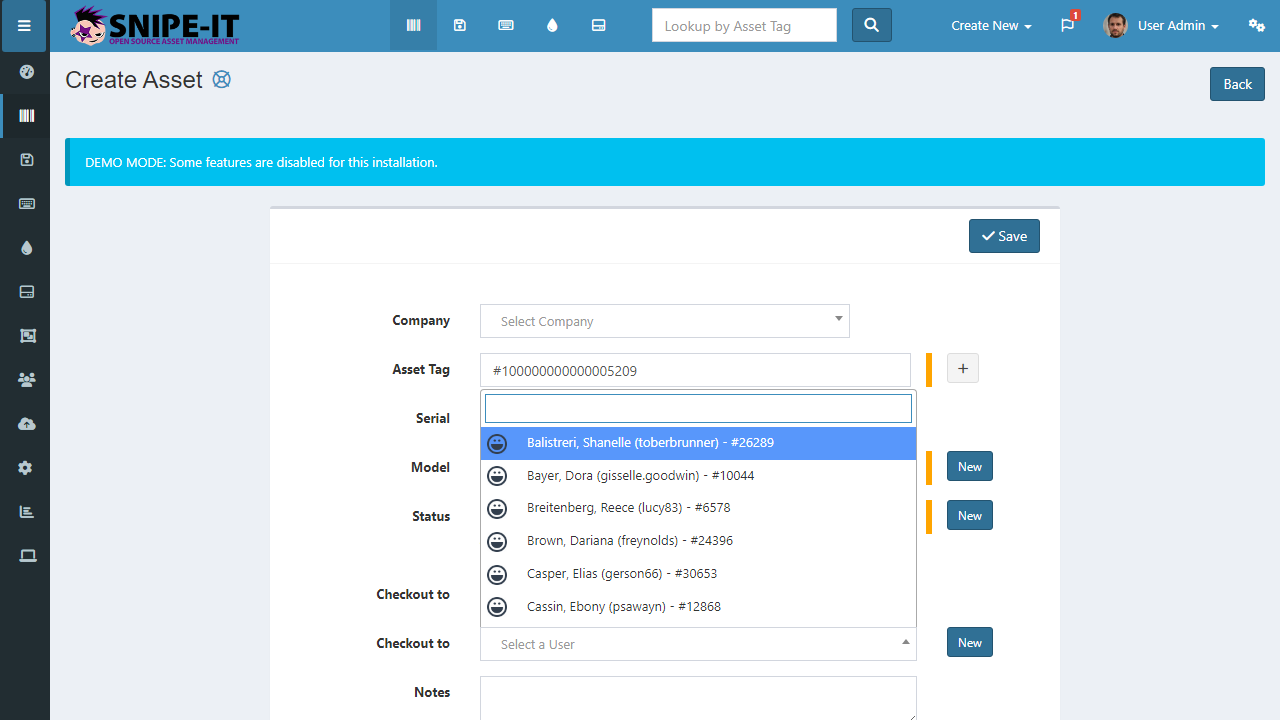 SNIPE-IT
OPEN SOURCE ASSET MANAGEMENT
Lookup by Asset Tag
Create New
1
User Admin
Create Asset
Back
DEMO MODE: Some features are disabled for this installation.
Save
Company
Select Company
Asset Tag
#100000000000005209
Serial
Balistreri, Shanelle (toberbrunner) - #26289
Model
New
Bayer, Dora (gisselle.goodwin) - #10044
Breitenberg, Reece (lucy83) - #6578
Status
New
Brown, Dariana (freynolds) - #24396
Casper, Elias (gerson66) - #30653
Checkout to
Cassin, Ebony (psawayn) - #12868
Checkout to
Select a User
New
Notes